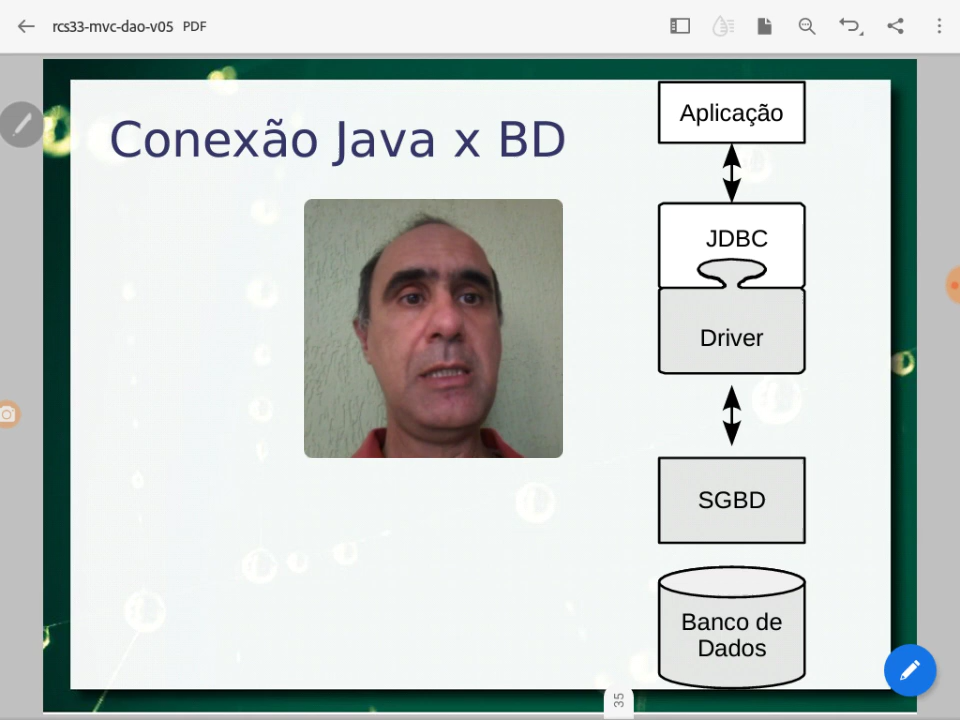 rcs33-mvc-dao-v05 PDF
Conexão Java x BD
Aplicação
JDBC
Driver
SGBD
Banco de
Dados
35